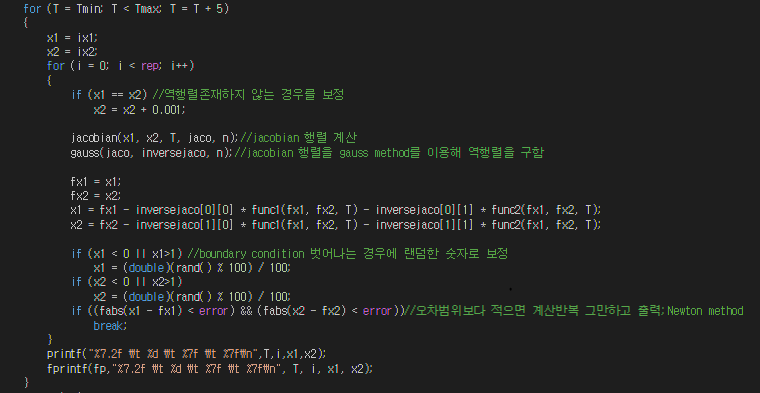 for (T = Tmin; T < Tmax; T = T + 5)
{
x1 = ix1;
x2 = ix2;
for (i = 0; i < rep; i++)
{
if (x1 == x2) //역행렬존재하지 않는 경우를 보정
x2 = x2 + 0.001;
jacobian(x1, x2, T, jaco, n);//jacobian 행렬 계산
gauss(jaco, inversejaco, n);//jacobian 행렬을 gauss method를 이용해 역행렬을 구함
fx1 = x1;
fx2 = x2;
x1 = fx1 - inversejaco[0][0] * func1(fx1, fx2, T) - inversejaco[0][1] * func2(fx1, fx2, T);
x2 = fx2 - inversejaco[1][0] * func1(fx1, fx2, T) - inversejaco[1][1] * func2(fx1, fx2, T);
if (x1 < 0 || x1>1) //boundary condition 벗어나는 경우에 랜덤한 숫자로 보정
x1 = (double)(rand() % 100) / 100;
if (x2 < 0 || x2>1)
x2 = (double)(rand() % 100) / 100;
if ((fabs(x1 - fx1) < error) && (fabs(x2 - fx2) < error))//오차범위보다 적으면 계산반복 그만하고 출력;Newton method
break;
}
printf("%7.2f ₩t %d ₩t %7f ₩t %7f₩n",T,i,x1,x2);
fprintf(fp,"%7.2f ₩t %d ₩t %7f ₩t %7f₩n", T, i, x1, x2);
}